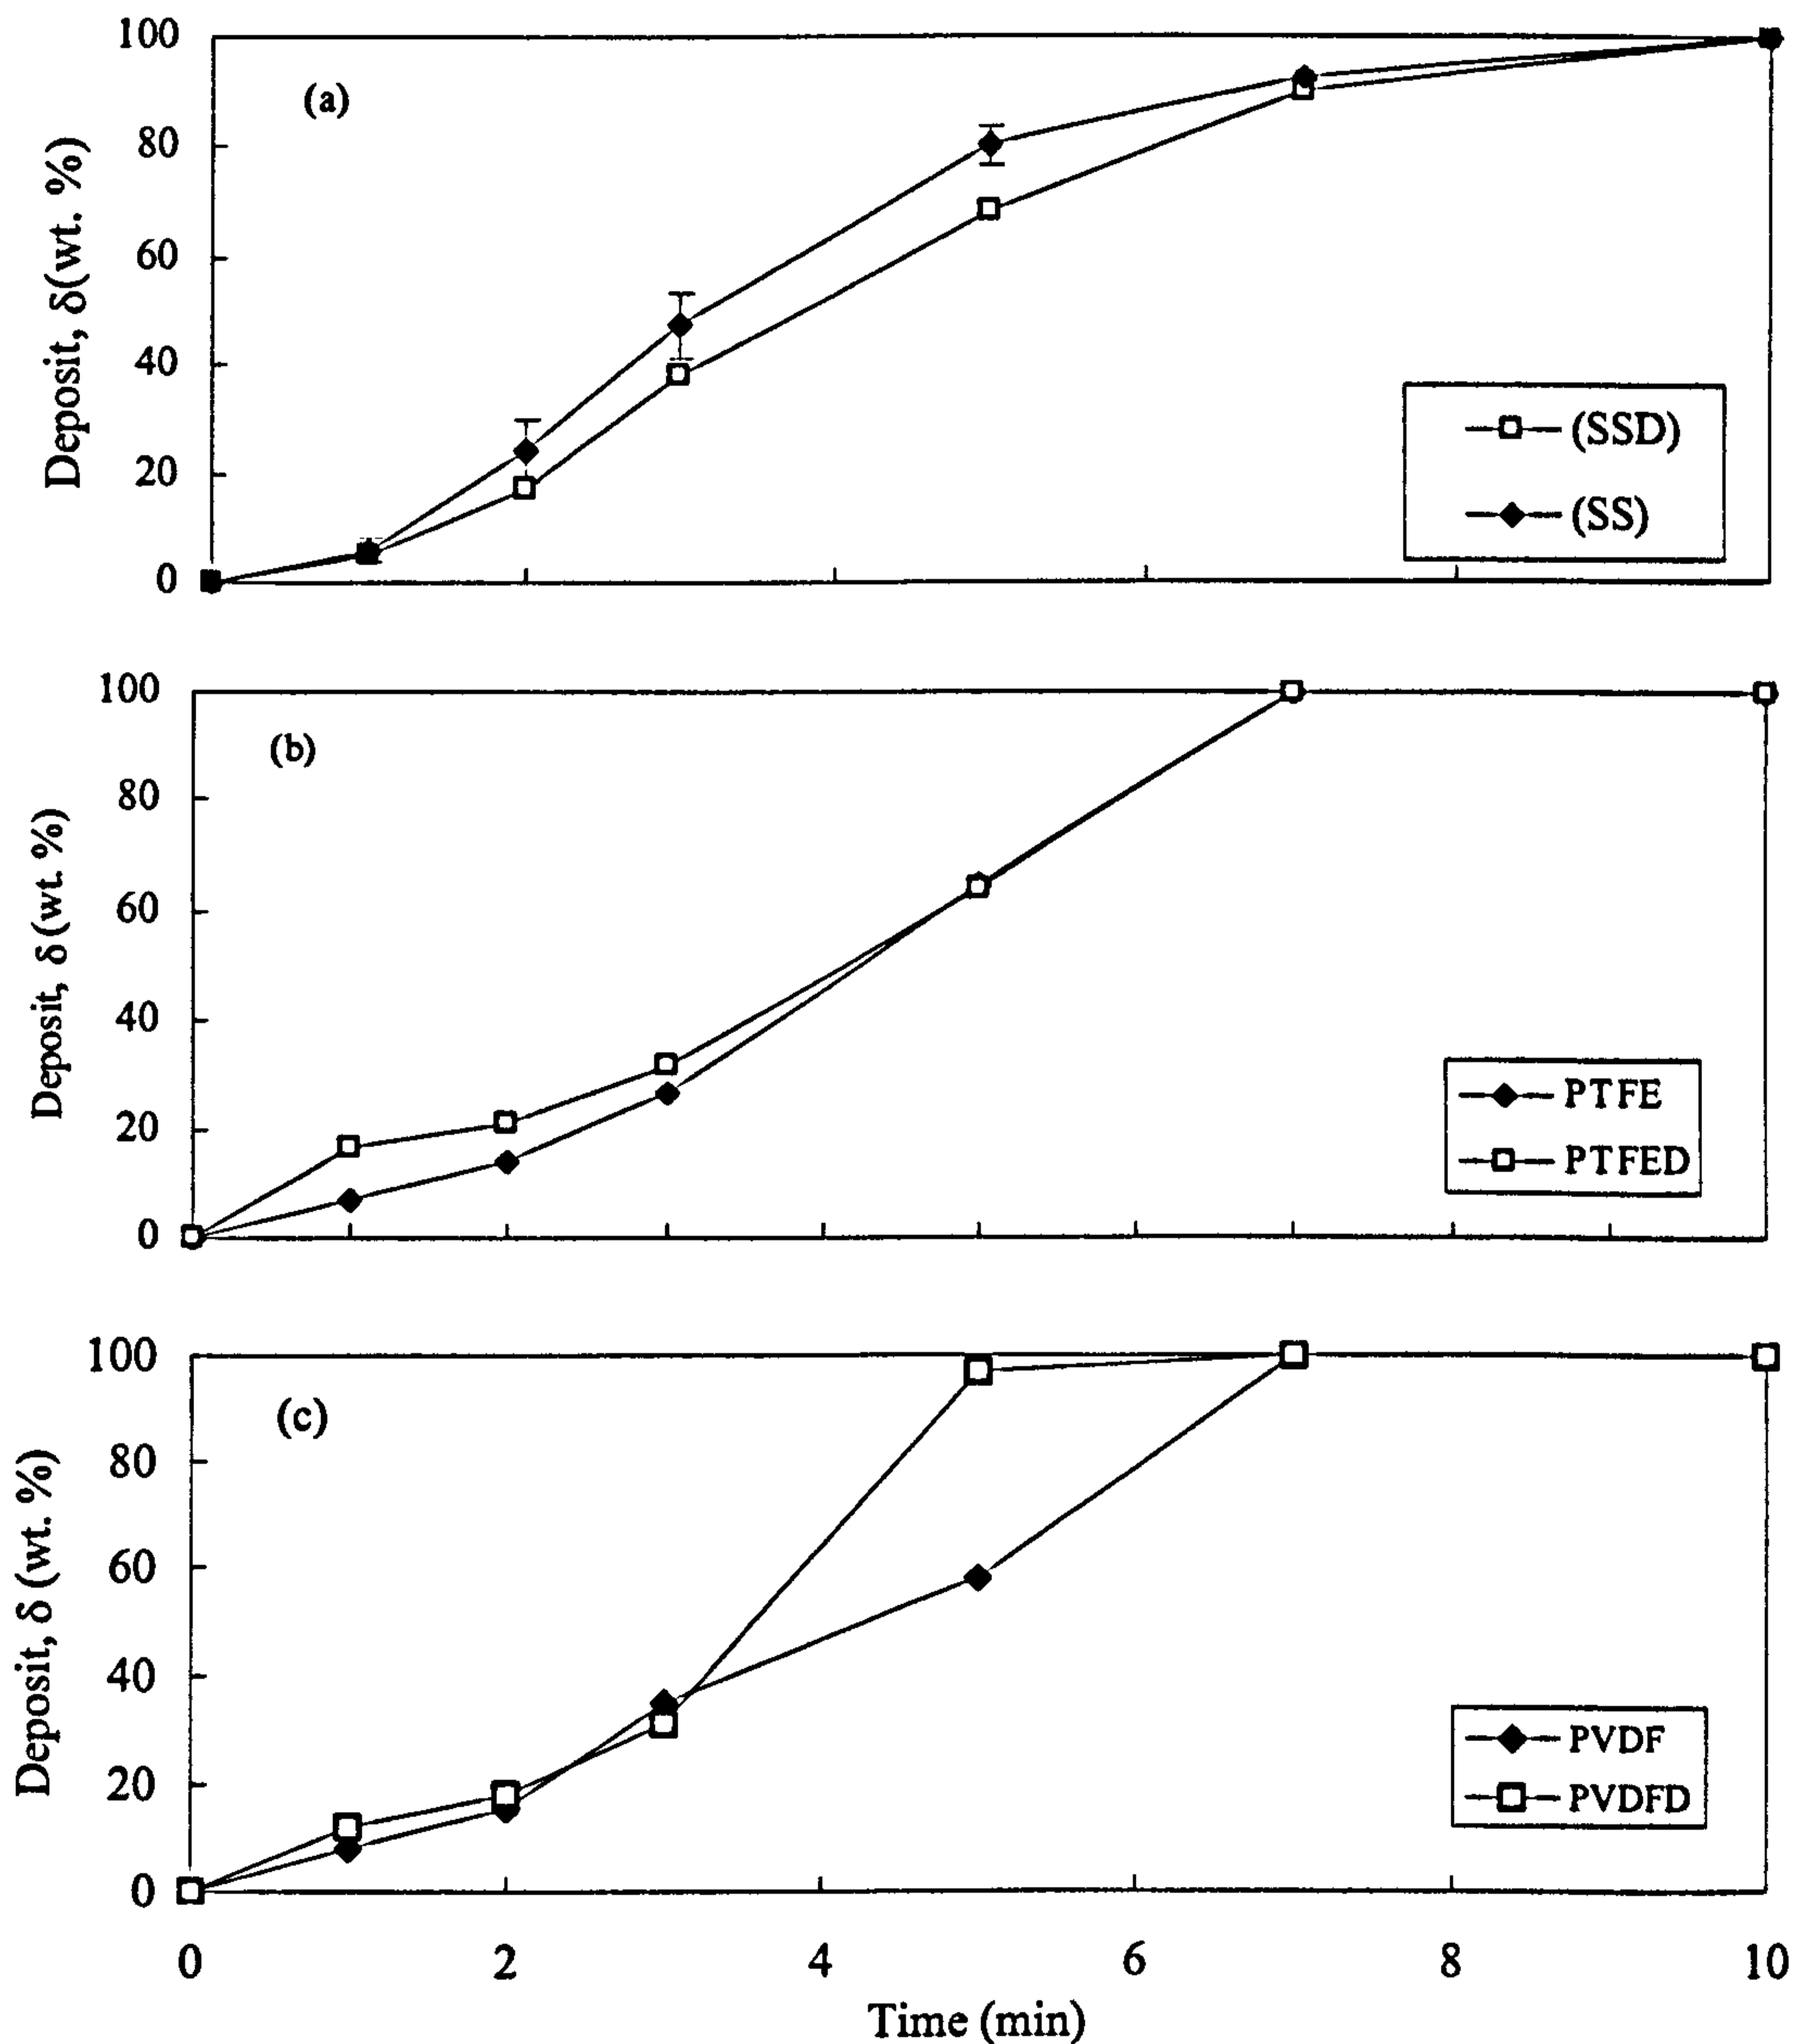 100
(a)
80
60
40
20
0
Deposit, δ(wt. %)
(SSD)
(SS)
100
(b)
80
60
40
20
0
Deposit, δ (wt. %)
PTFE
PTFED
100
(c)
80
60
40
20
0
Deposit, δ (wt. %)
PVDF
PVDFD
0 2 4 6 8 10
Time (min)